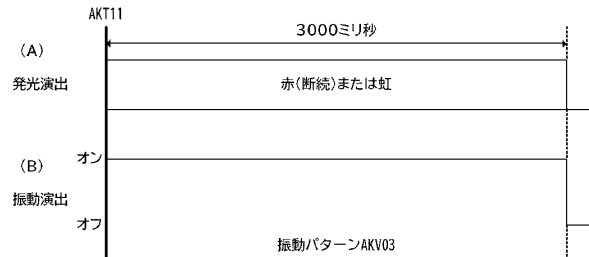 AKT11
3000ミリ秒
(A)
発光演出
赤(断続)または虹
オン
(B)
振動演出
オフ
振動パターンAKV03